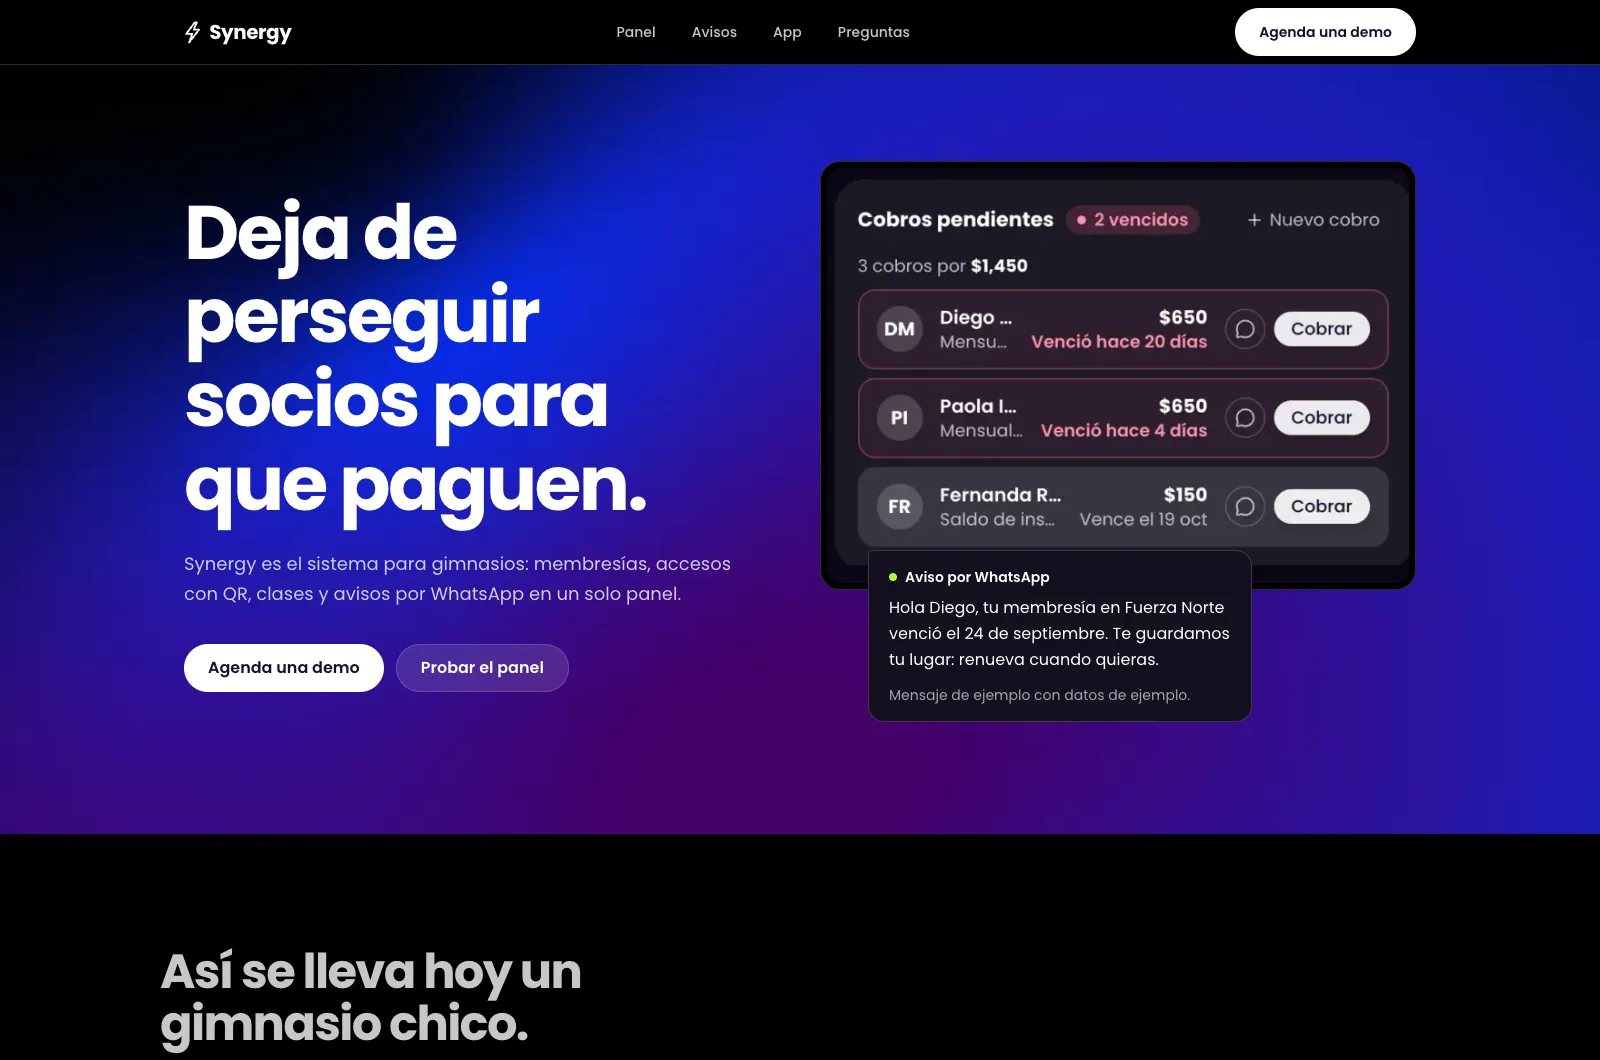 Synergy
Panel
Avisos
App
Preguntas
Agenda una demo
Deja de
perseguir
socios para
que paguen.
Synergy es el sistema para gimnasios: membresías, accesos
con QR, clases y avisos por WhatsApp en un solo panel.
Agenda una demo
Probar el panel
Cobros pendientes
2 vencidos
+ Nuevo cobro
3 cobros por $1,450
DM
Diego ...
$650
Mensu...
Venció hace 20 días
Cobrar
PI
Paola I...
$650
Mensual...
Venció hace 4 días
Cobrar
FR
Fernanda R...
$150
Saldo de ins...
Vence el 19 oct
Cobrar
Aviso por WhatsApp
Hola Diego, tu membresía en Fuerza Norte
venció el 24 de septiembre. Te guardamos
tu lugar: renueva cuando quieras.
Mensaje de ejemplo con datos de ejemplo.
Así se lleva hoy un
gimnasio chico.